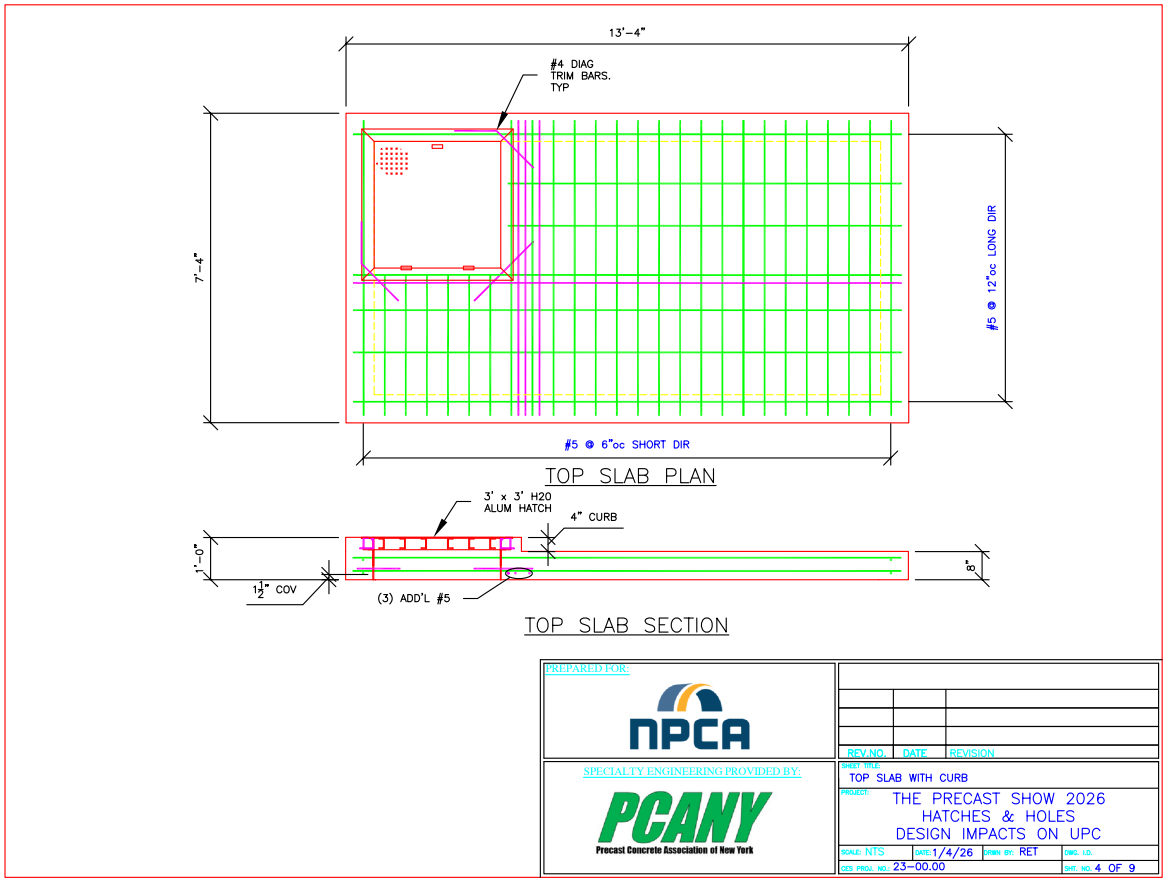 13'-4"
#4 DIAG
TRIM BARS.
TYP
7'-4"
#5 @ 12"oc LONG DIR
#5 @ 6"oc SHORT DIR
TOP SLAB PLAN
3' x 3' H20
ALUM HATCH
4" CURB
1'-0"
8"
1½" COV
(3) ADD'L #5
TOP SLAB SECTION
PREPARED FOR:
NPCA
REV.NO. DATE REVISION
SPECIALTY ENGINEERING PROVIDED BY:
PCANY
Precast Concrete Association of New York
SHEET TITLE:
TOP SLAB WITH CURB
PROJECT:
THE PRECAST SHOW 2026
HATCHES & HOLES
DESIGN IMPACTS ON UPC
SCALE: NTS DATE: 1/4/26 DRWN BY: RET DWG. I.D.
CES PROJ. NO.: 23-00.00 SHT. NO. 4 OF 9